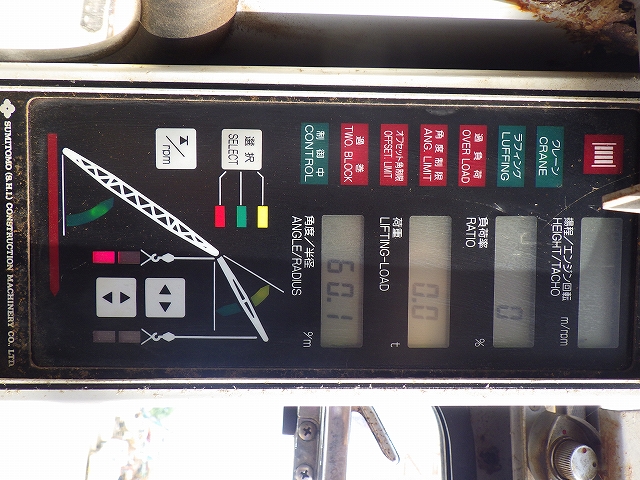 クレーン
CRANE
揚程/エンジン回転
HEIGHT/TACHO
m/rpm
ラフィング
LUFFING
負荷率
RATIO
0
%
過負荷
OVER LOAD
角度制限
ANG. LIMIT
荷重
LIFTING-LOAD
0.0
t
オフセット角制限
OFFSET. LIMIT
過巻
TWO. BLOCK
角度/半径
ANGLE/RADIUS
60.1
°/m
制御中
CONTROL
選択
SELECT
/rpm
SUMITOMO (S.H.I.) CONSTRUCTION MACHINERY CO., LTD.